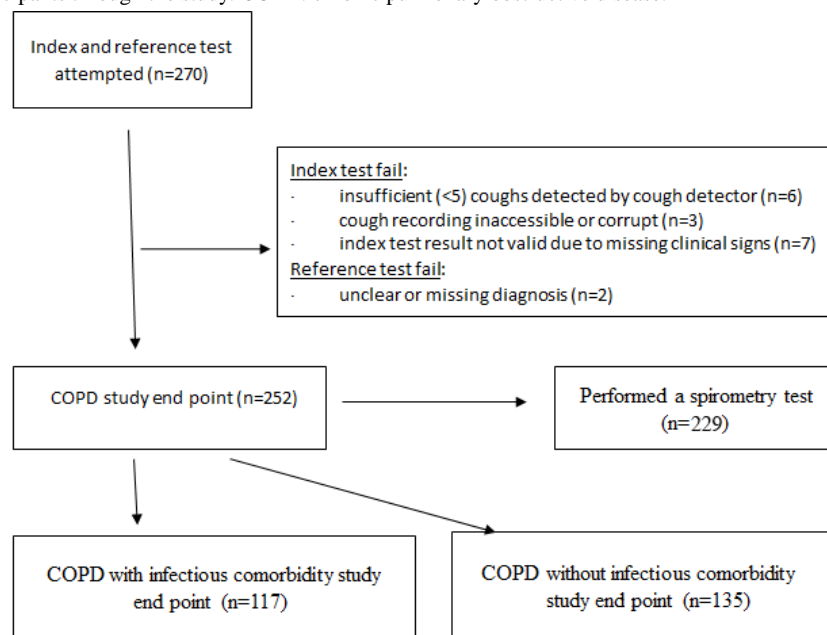 through the study.
Index and reference test
attempted (n=270)
Index test fail:
· insufficient (<5) coughs detected by cough detector (n=6)
· cough recording inaccessible or corrupt (n=3)
· index test result not valid due to missing clinical signs (n=7)
Reference test fail:
· unclear or missing diagnosis (n=2)
COPD study end point (n=252)
Performed a spirometry test
(n=229)
COPD with infectious comorbidity study
end point (n=117)
COPD without infectious comorbidity
study end point (n=135)